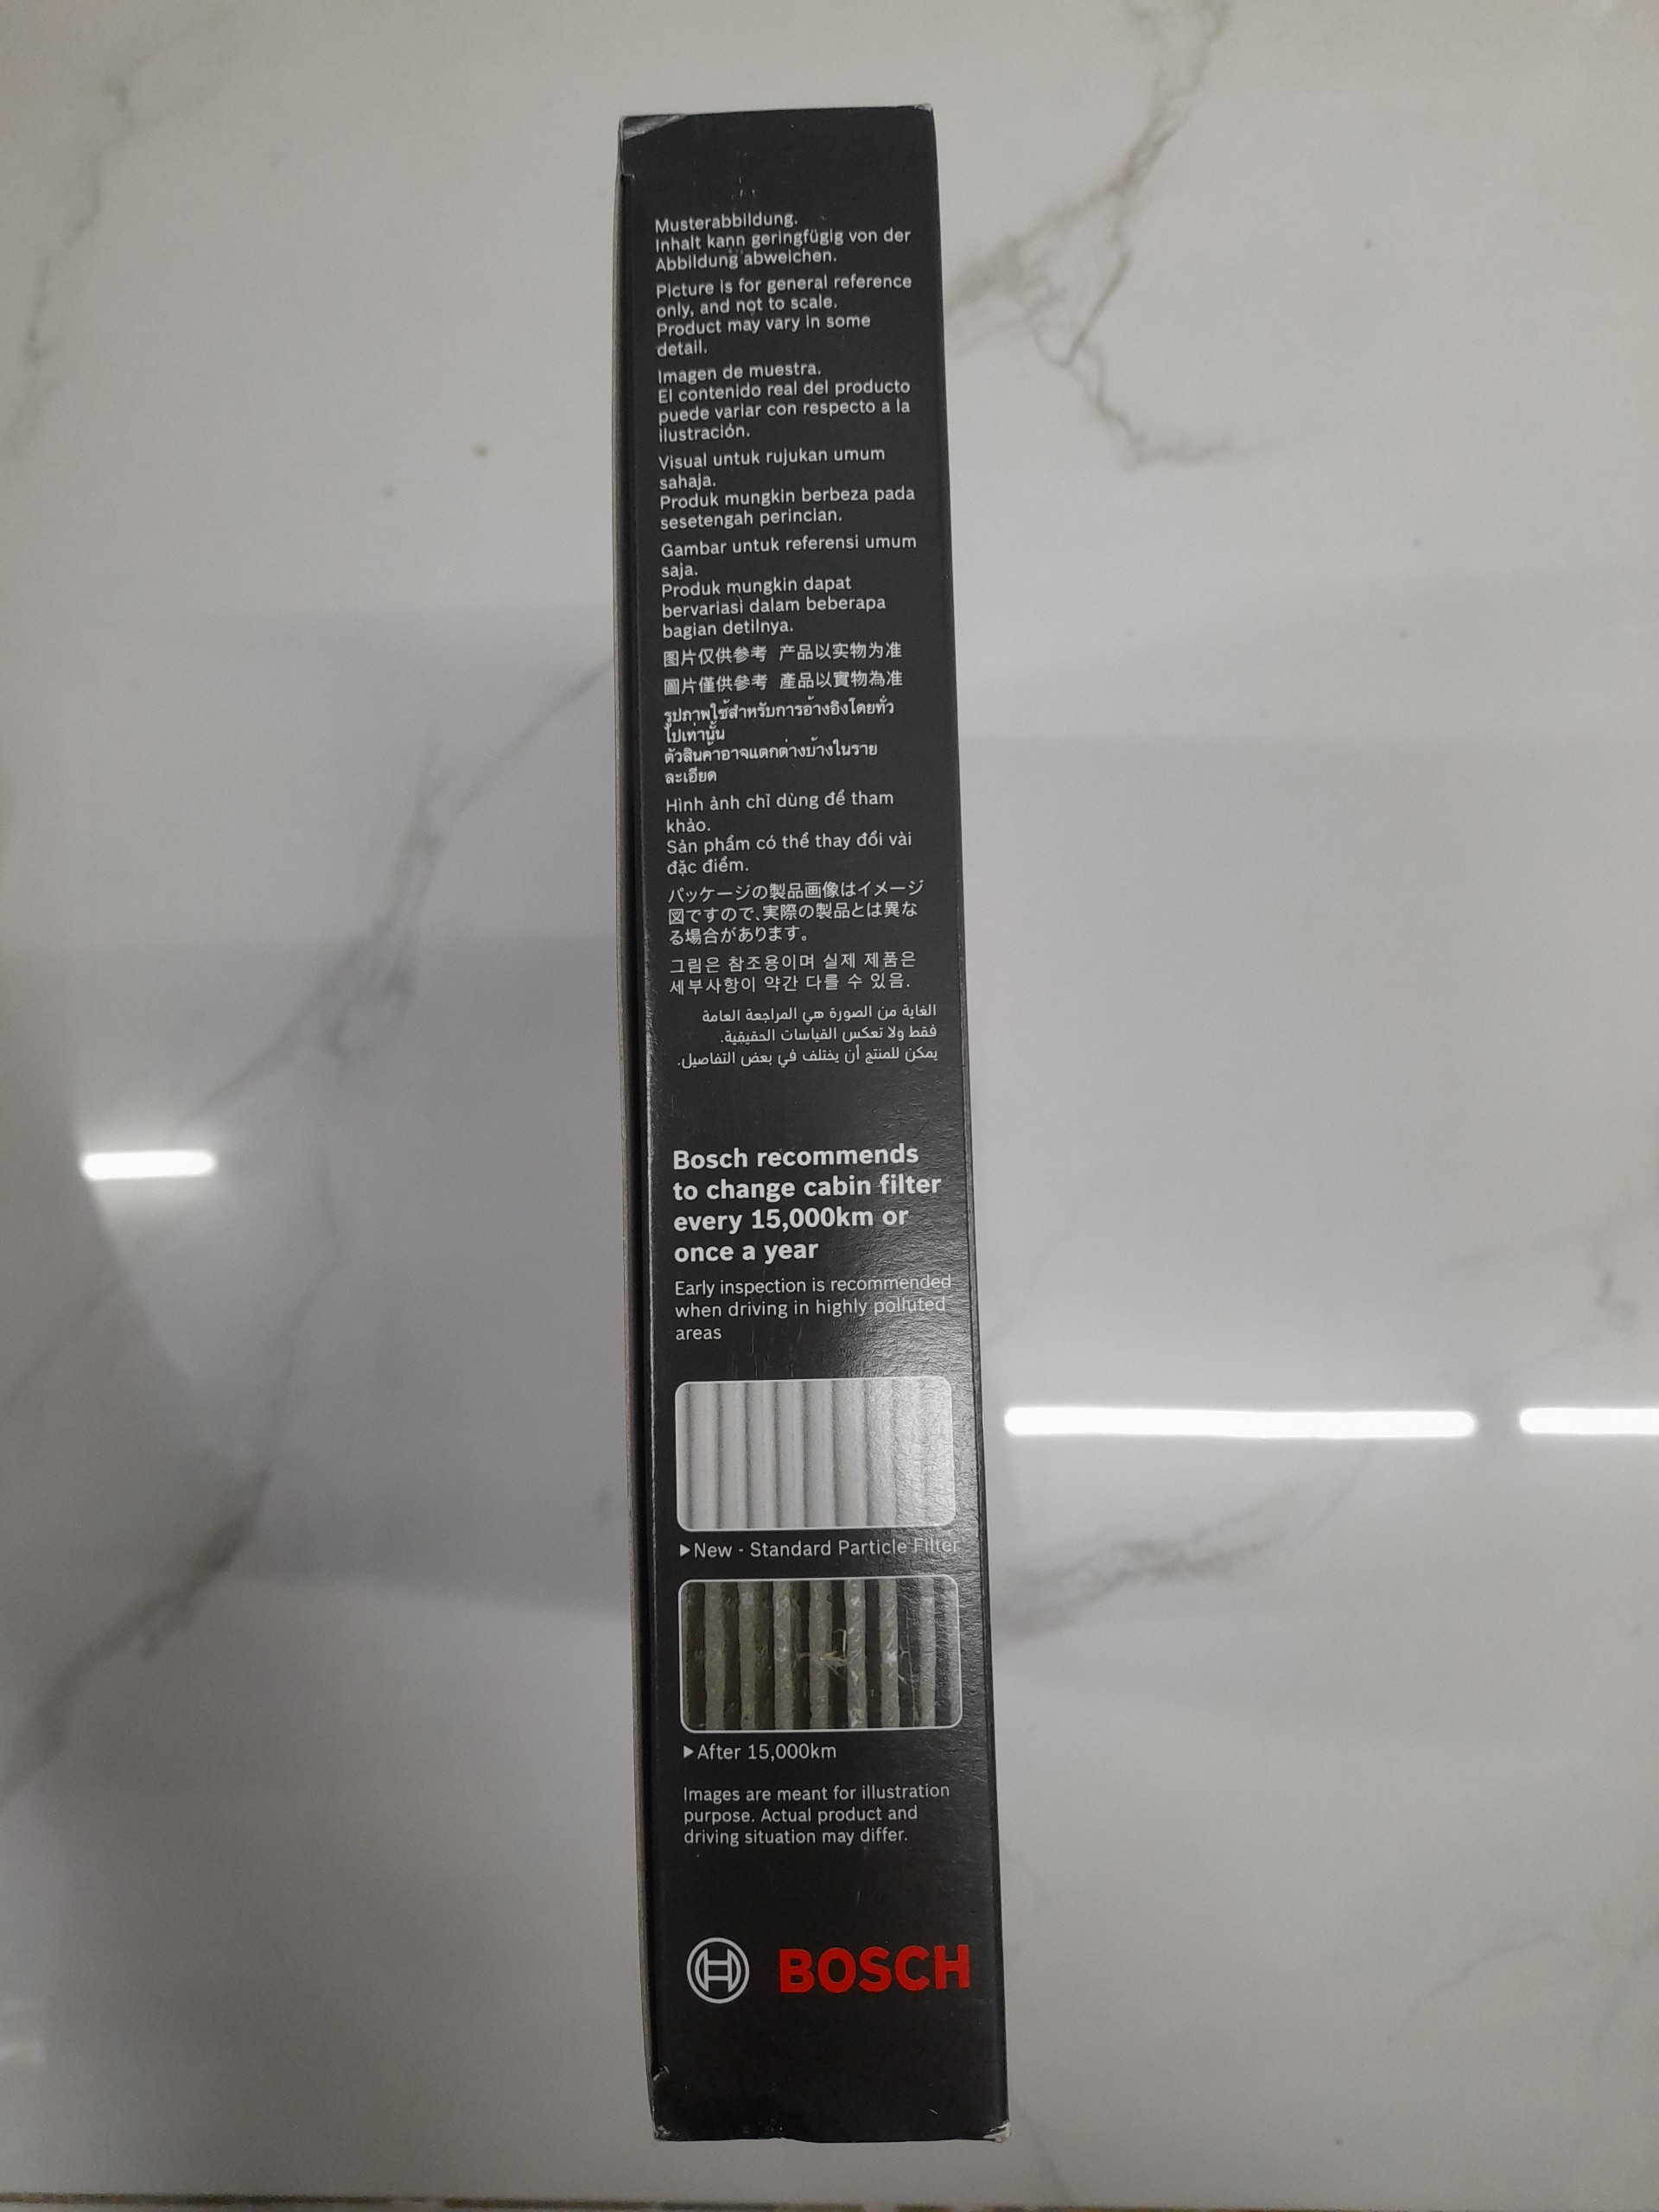 Musterabbildung.
Inhalt kann geringfügig von der
Abbildung abweichen.
Picture is for general reference
only, and not to scale.
Product may vary in some
detail.
Imagen de muestra.
El contenido real del producto
puede variar con respecto a la
ilustración.
Visual untuk rujukan umum
sahaja.
Produk mungkin berbeza pada
sesetengah perincian.
Gambar untuk referensi umum
saja.
Produk mungkin dapat
bervariasi dalam beberapa
bagian detilnya.
图片仅供参考 产品以实物为准
圖片僅供參考 產品以實物為准
รูปภาพใช้สำหรับการอ้างอิงโดยทั่ว
ไปเท่านั้น
ตัวสินค้าอาจแตกต่างบ้างในราย
ละเอียด
Hình ảnh chỉ dùng để tham
khảo.
Sản phẩm có thể thay đổi vài
đặc điểm.
パッケージの製品画像はイメージ
図ですので、実際の製品とは異な
る場合があります。
그림은 참조용이며 실제 제품은
세부사항이 약간 다를 수 있음.
الغاية من الصورة هي المراجعة العامة
فقط ولا تعكس القياسات الحقيقية.
يمكن للمنتج أن يختلف في بعض التفاصيل.
Bosch recommends
to change cabin filter
every 15,000km or
once a year
Early inspection is recommended
when driving in highly polluted
areas
▶New - Standard Particle Filter
▶After 15,000km
Images are meant for illustration
purpose. Actual product and
driving situation may differ.
BOSCH